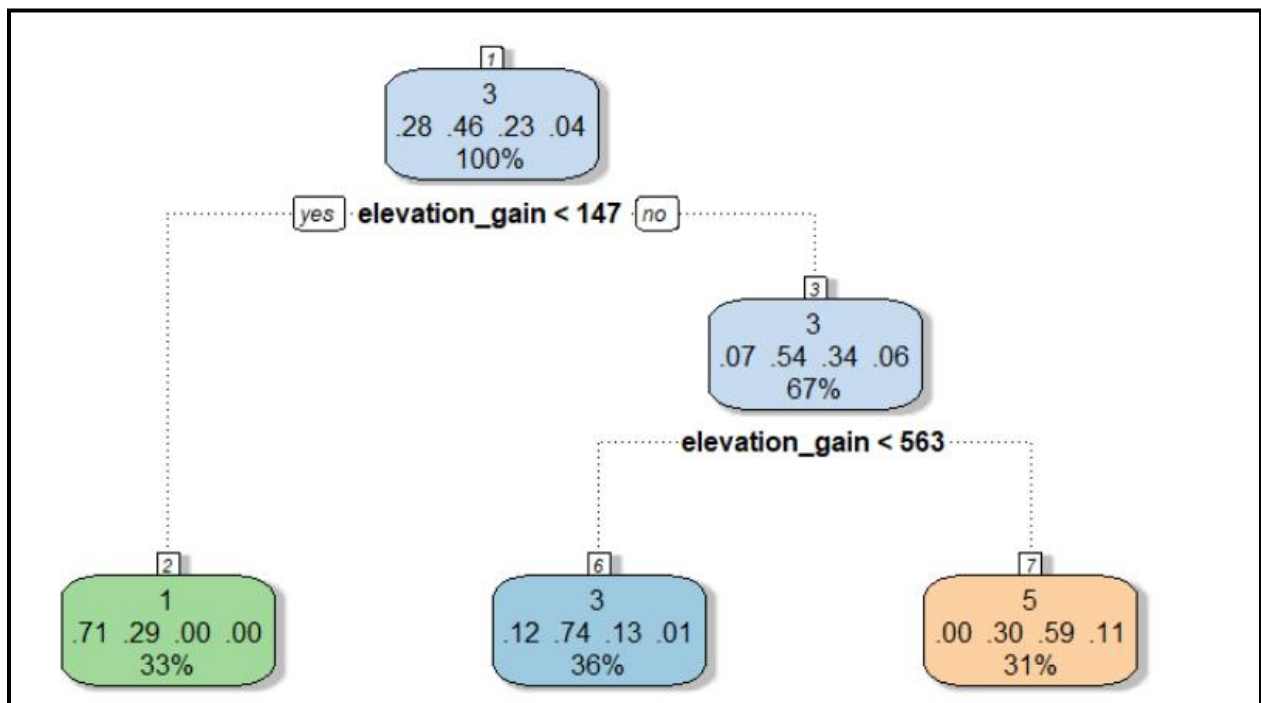 1
3
.28 .46 .23 .04
100%
yes elevation_gain < 147 no
3
3
.07 .54 .34 .06
67%
elevation_gain < 563
2
1
.71 .29 .00 .00
33%
6
3
.12 .74 .13 .01
36%
7
5
.00 .30 .59 .11
31%